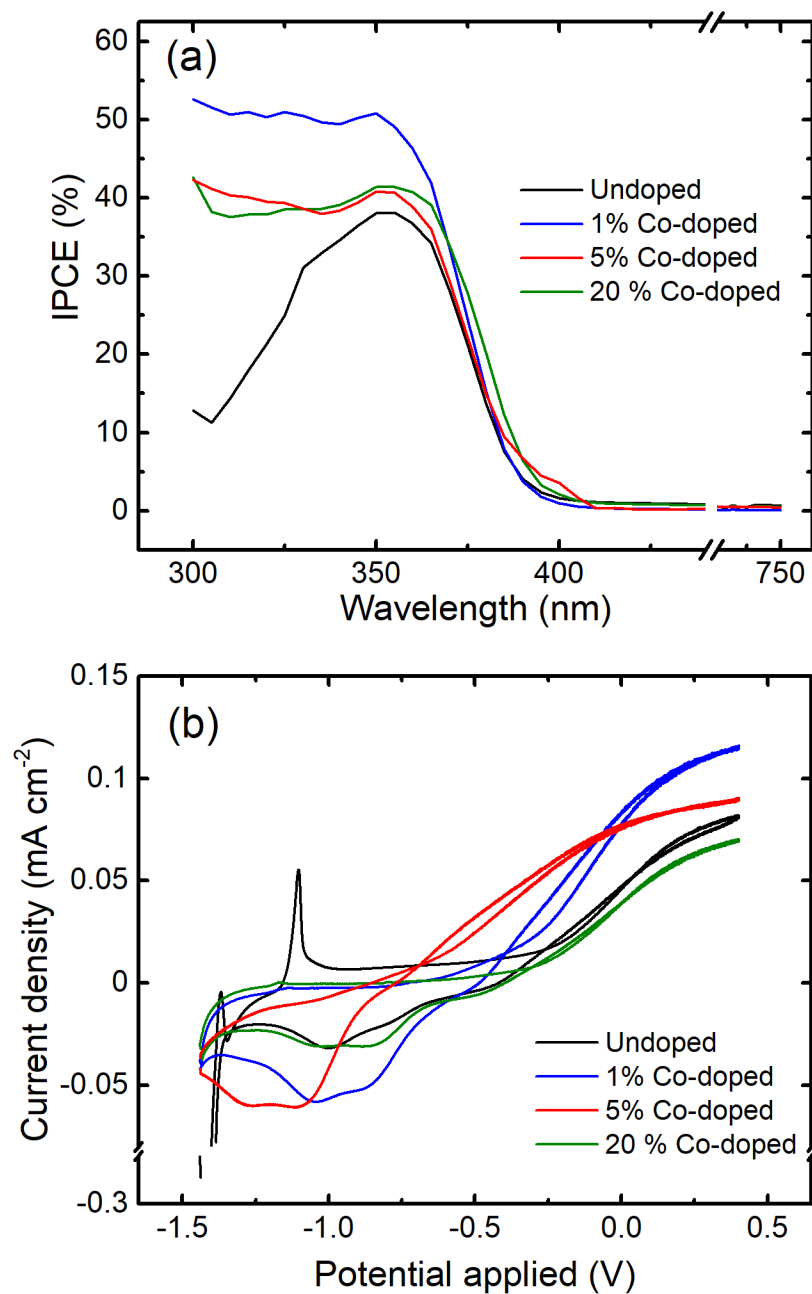 (a)
60
50
40
30
20
10
0
IPCE (%)
Undoped
1% Co-doped
5% Co-doped
20 % Co-doped
300
350
400
750
Wavelength (nm)
(b)
0.15
0.1
0.05
0
-0.05
-0.3
Current density (mA cm-2)
Undoped
1% Co-doped
5% Co-doped
20 % Co-doped
-1.5
-1.0
-0.5
0.0
0.5
Potential applied (V)